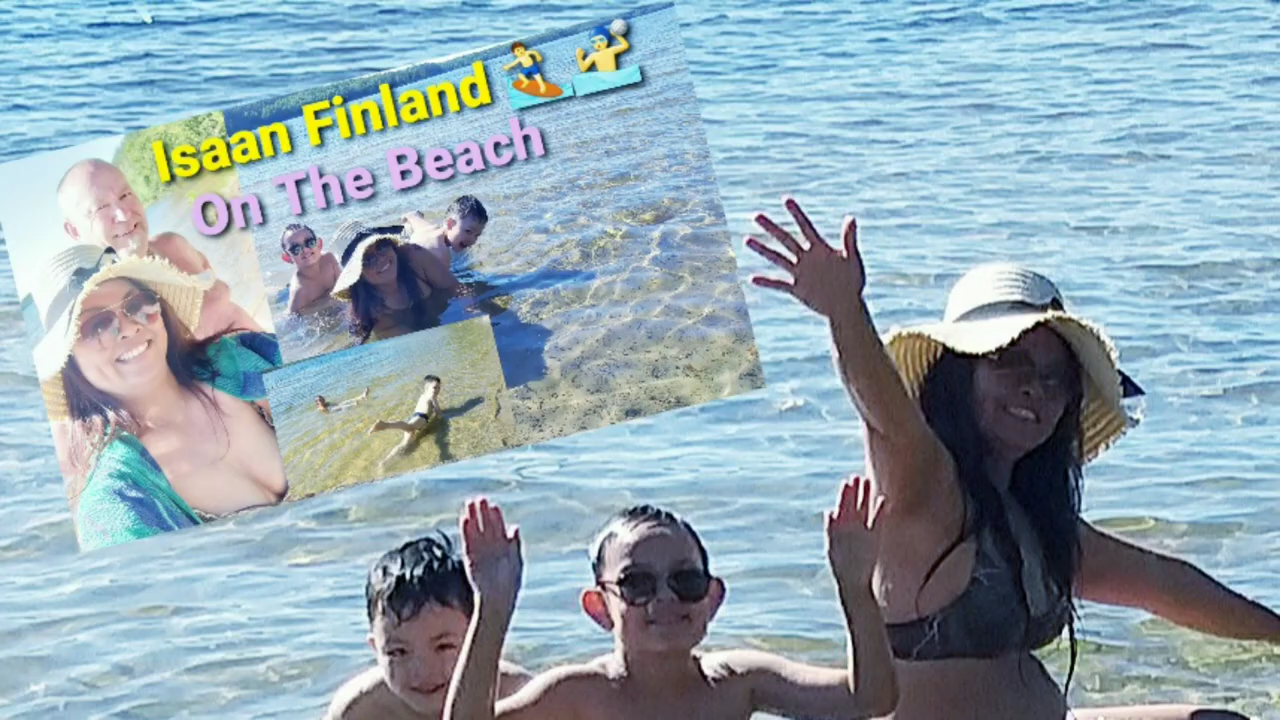 Isaan Finland 🏄🤽
On The Beach